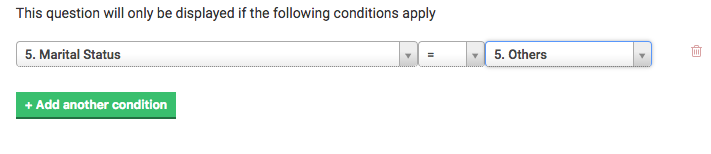 This question will only be displayed if the following conditions apply
5. Marital Status = 5. Others
+ Add another condition